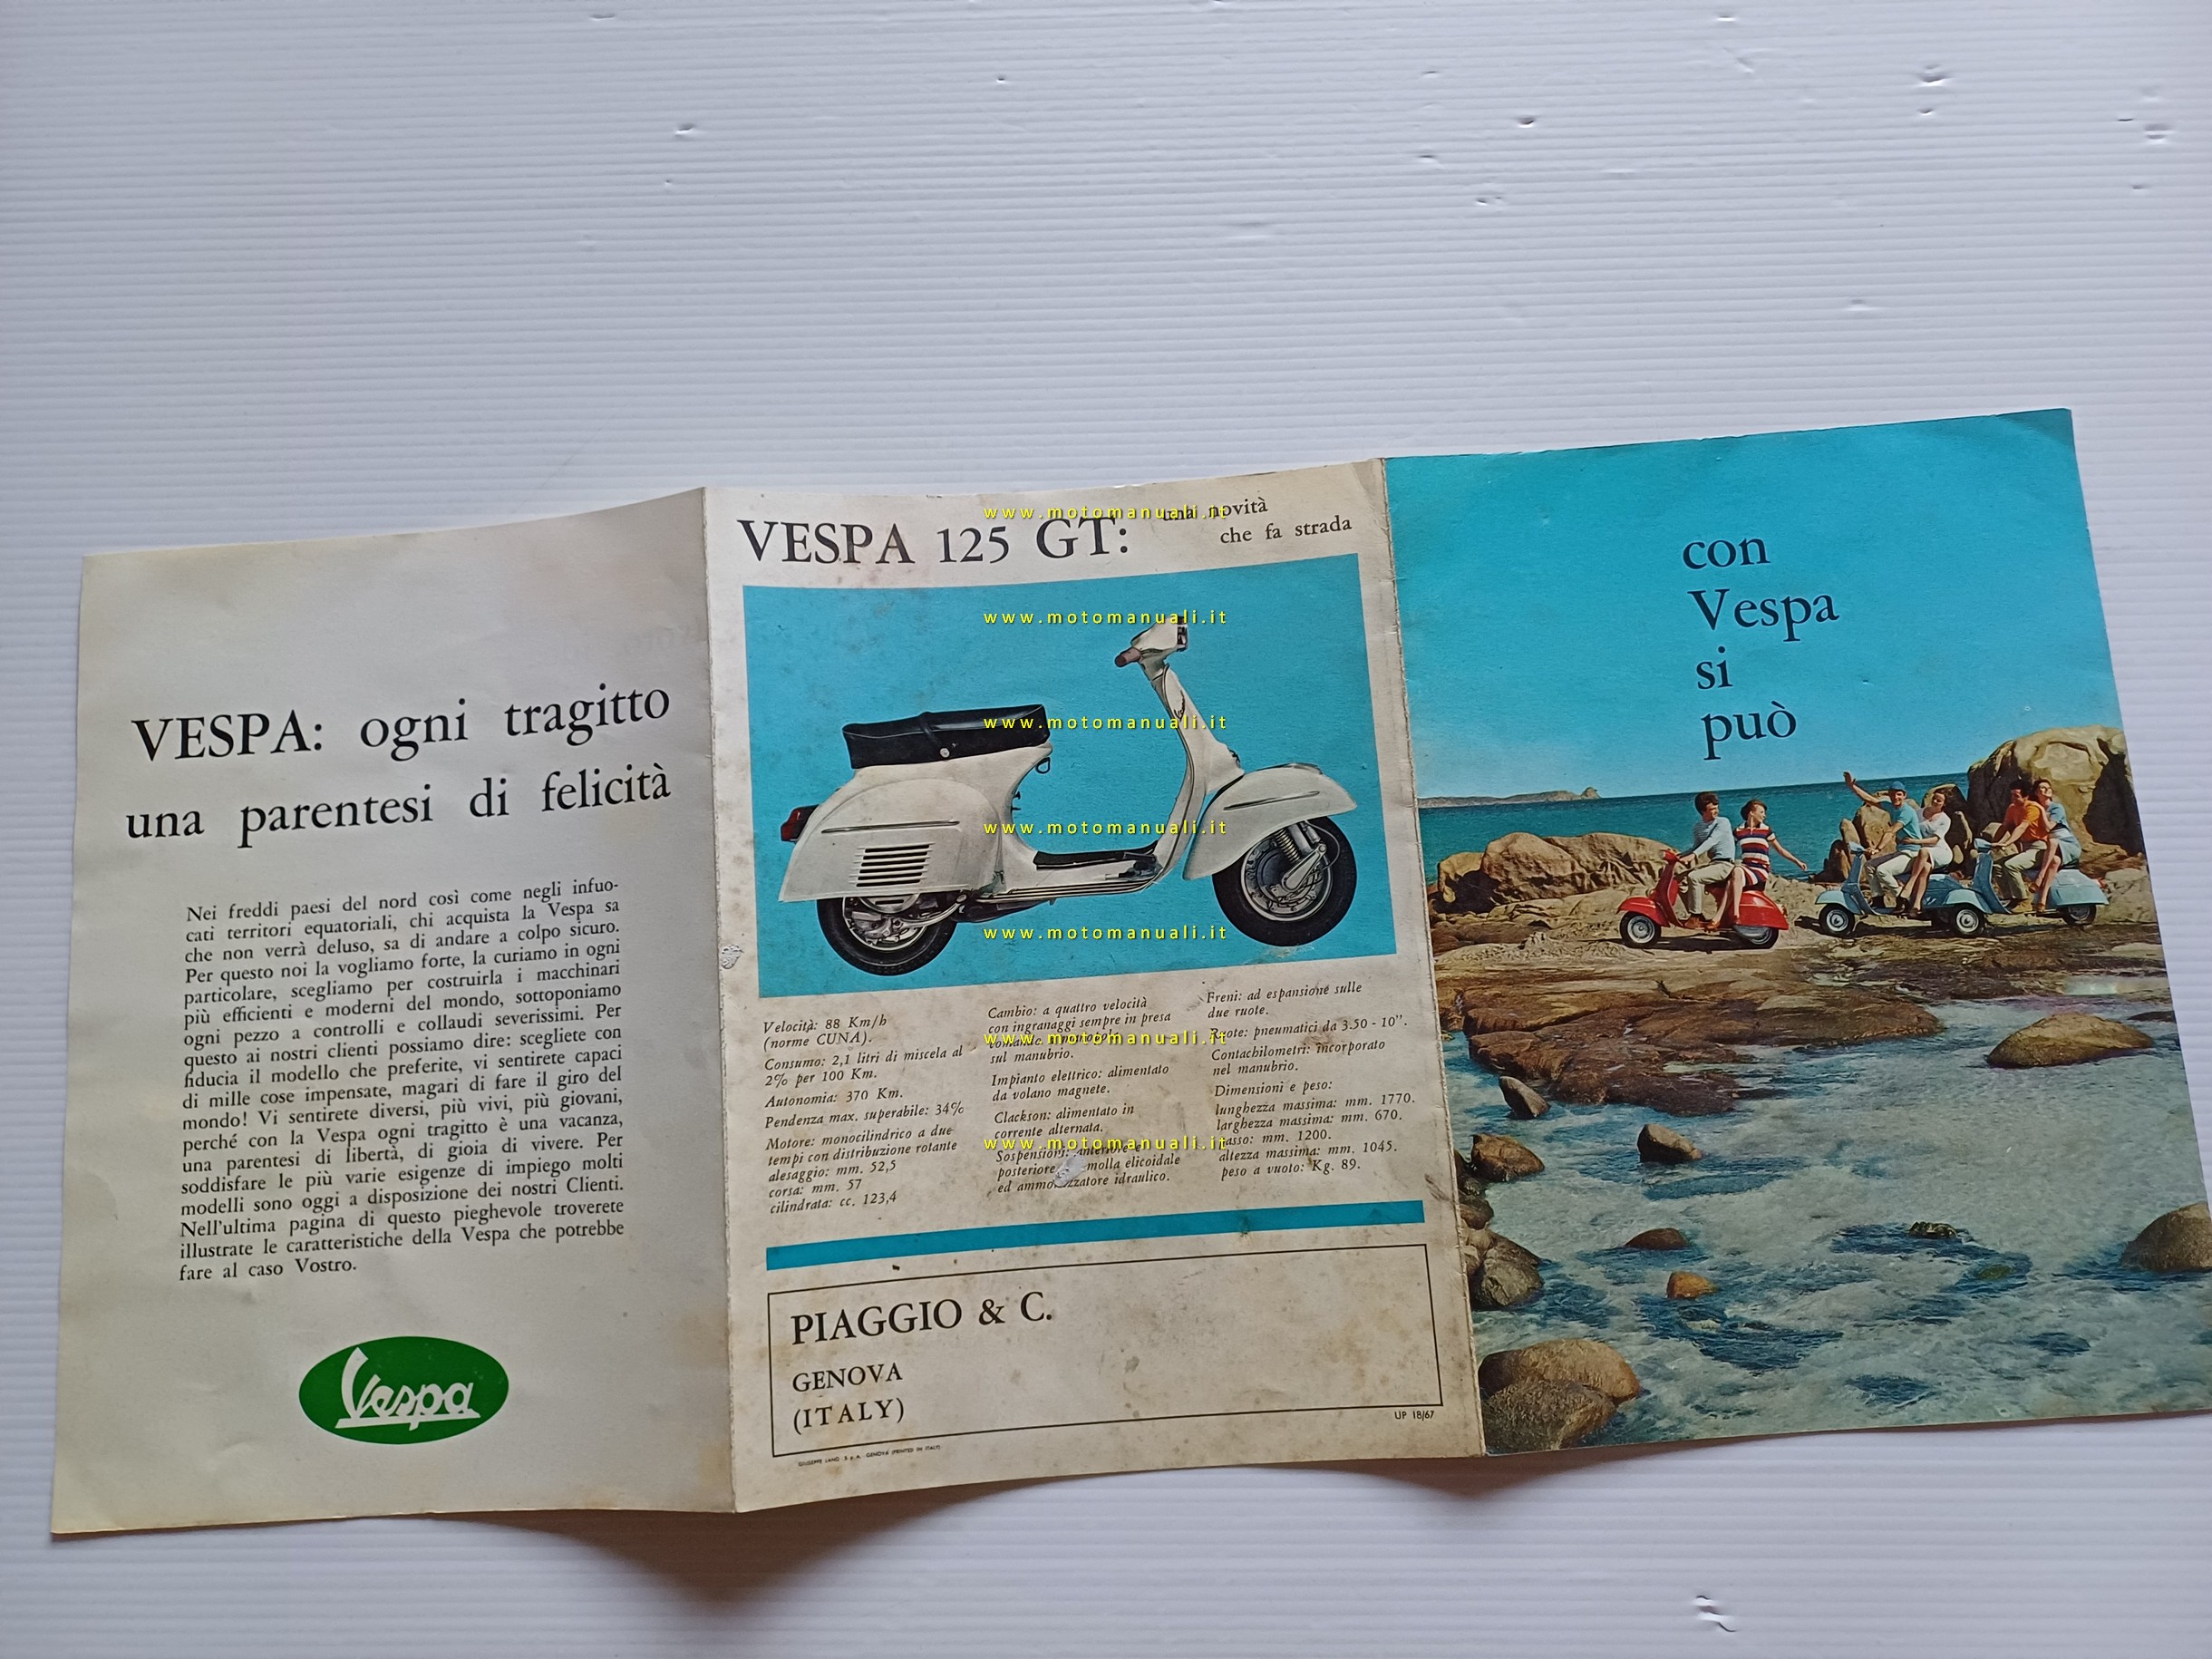 VESPA: ogni tragitto
una parentesi di felicità
Nei freddi paesi del nord così come negli infuo-
cati territori equatoriali, chi acquista la Vespa sa
che non verrà deluso, sa di andare a colpo sicuro.
Per questo noi la vogliamo forte, la curiamo in ogni
particolare, scegliamo per costruirla i macchinari
più efficienti e moderni del mondo, sottoponiamo
ogni pezzo a controlli e collaudi severissimi. Per
questo ai nostri clienti possiamo dire: scegliete con
fiducia il modello che preferite, vi sentirete capaci
di mille cose impensate, magari di fare il giro del
mondo! Vi sentirete diversi, più vivi, più giovani,
perché con la Vespa ogni tragitto è una vacanza,
una parentesi di libertà, di gioia di vivere. Per
soddisfare le più varie esigenze di impiego molti
modelli sono oggi a disposizione dei nostri Clienti.
Nell'ultima pagina di questo pieghevole troverete
illustrate le caratteristiche della Vespa che potrebbe
fare al caso Vostro.
Vespa
VESPA 125 GT:
una novità
che fa strada
www.motomanuali.it
www.motomanuali.it
www.motomanuali.it
www.motomanuali.it
www.motomanuali.it
www.motomanuali.it
www.motomanuali.it
Velocità: 88 Km/h
(norme CUNA).
Consumo: 2,1 litri di miscela al
2% per 100 Km.
Autonomia: 370 Km.
Pendenza max. superabile: 34%
Motore: monocilindrico a due
tempi con distribuzione rotante
alesaggio: mm. 52,5
corsa: mm. 57
cilindrata: cc. 123,4
Cambio: a quattro velocità
con ingranaggi sempre in presa
sul manubrio.
Impianto elettrico: alimentato
da volano magnete.
Clackson: alimentato in
corrente alternata.
Sospensioni: anteriore e
posteriore molla elicoidale
ed ammortizzatore idraulico.
Freni: ad espansione sulle
due ruote.
Ruote: pneumatici da 3.50 - 10".
Contachilometri: incorporato
nel manubrio.
Dimensioni e peso:
lunghezza massima: mm. 1770.
larghezza massima: mm. 670.
passo: mm. 1200.
altezza massima: mm. 1045.
peso a vuoto: Kg. 89.
PIAGGIO & C.
GENOVA
(ITALY)
UP 18/67
GIUSEPPE LANG S.p.A. GENOVA (PRINTED IN ITALY)
con
Vespa
si
può